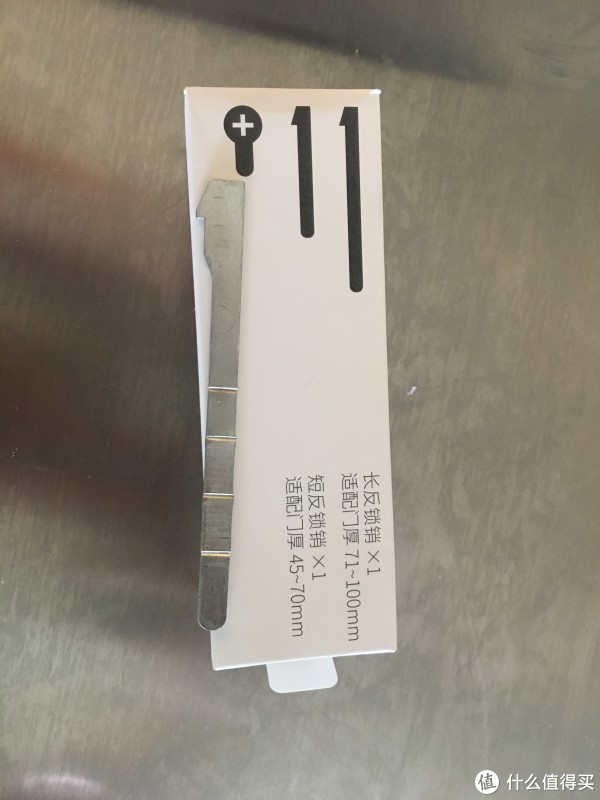 长反锁销 ×1
适配门厚 71~100mm
短反锁销 ×1
适配门厚 45~70mm
值 什么值得买